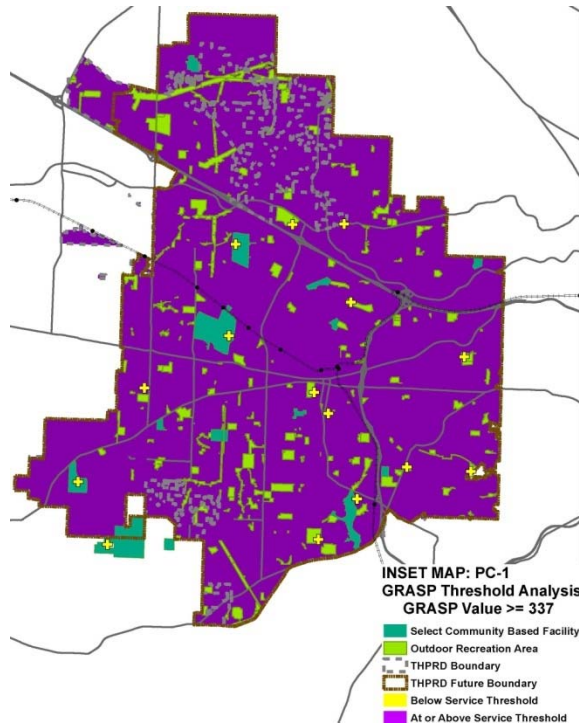 INSET MAP: PC-1
GRASP Threshold Analysis
GRASP Value >= 337
Select Community Based Facility
Outdoor Recreation Area
THPRD Boundary
THPRD Future Boundary
Below Service Threshold
At or Above Service Threshold